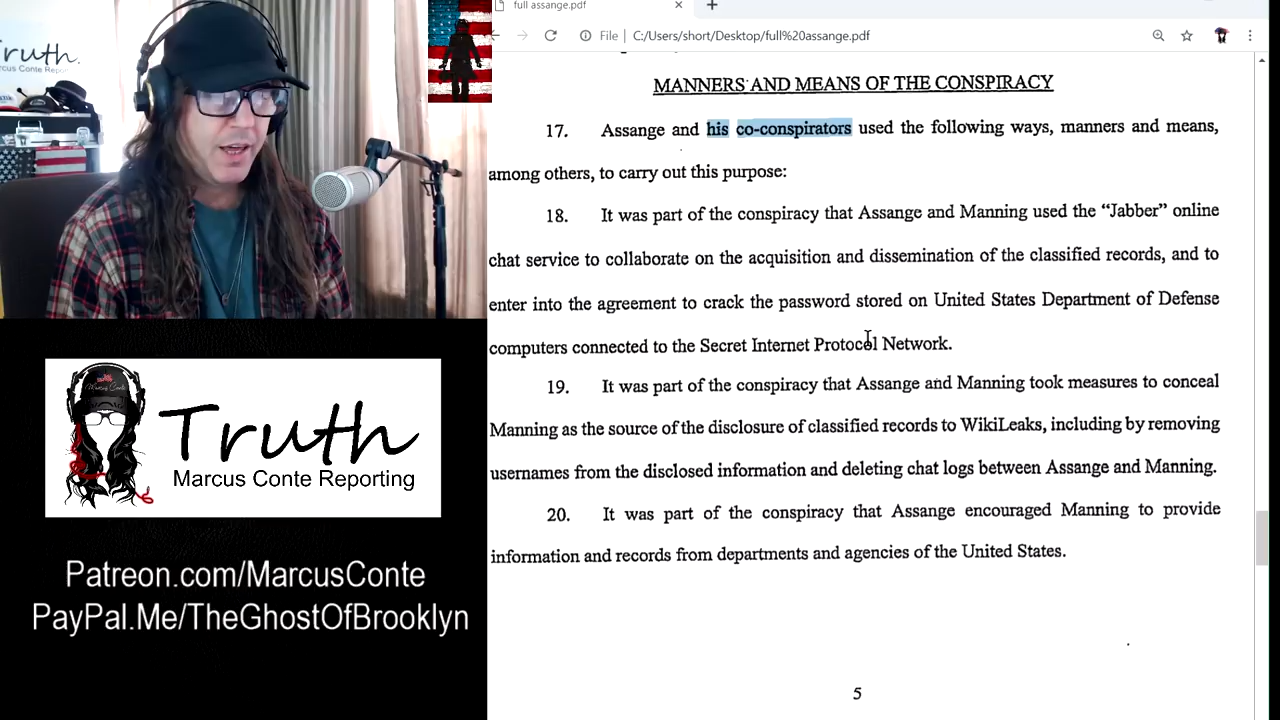 Truth.
Marcus Conte Reporting
full assange.pdf
File
C:/Users/short/Desktop/full%20assange.pdf
MANNERS AND MEANS OF THE CONSPIRACY
17. Assange and his co-conspirators used the following ways, manners and means,
among others, to carry out this purpose:
18. It was part of the conspiracy that Assange and Manning used the “Jabber” online
chat service to collaborate on the acquisition and dissemination of the classified records, and to
enter into the agreement to crack the password stored on United States Department of Defense
computers connected to the Secret Internet Protocol Network.
19. It was part of the conspiracy that Assange and Manning took measures to conceal
Manning as the source of the disclosure of classified records to WikiLeaks, including by removing
usernames from the disclosed information and deleting chat logs between Assange and Manning.
20. It was part of the conspiracy that Assange encouraged Manning to provide
information and records from departments and agencies of the United States.
5
Truth
Marcus Conte Reporting
Patreon.com/MarcusConte
PayPal.Me/TheGhostOfBrooklyn